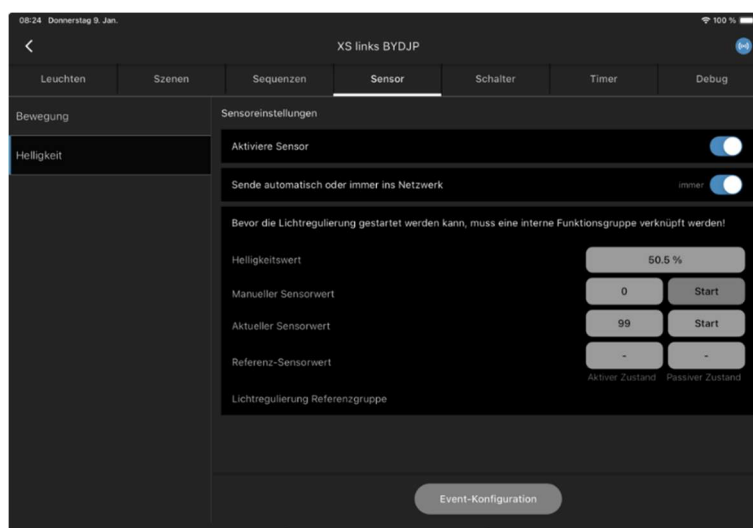 08:24 Donnerstag 9. Jan. 100 %
XS links BYDJP
Leuchten Szenen Sequenzen Sensor Schalter Timer Debug
Bewegung
Helligkeit
Sensoreinstellungen
Aktiviere Sensor
Sende automatisch oder immer ins Netzwerk immer
Bevor die Lichtregulierung gestartet werden kann, muss eine interne Funktionsgruppe verknüpft werden!
Helligkeitswert 50.5 %
Manueller Sensorwert 0 Start
Aktueller Sensorwert 99 Start
Referenz-Sensorwert - -
Aktiver Zustand Passiver Zustand
Lichtregulierung Referenzgruppe
Event-Konfiguration